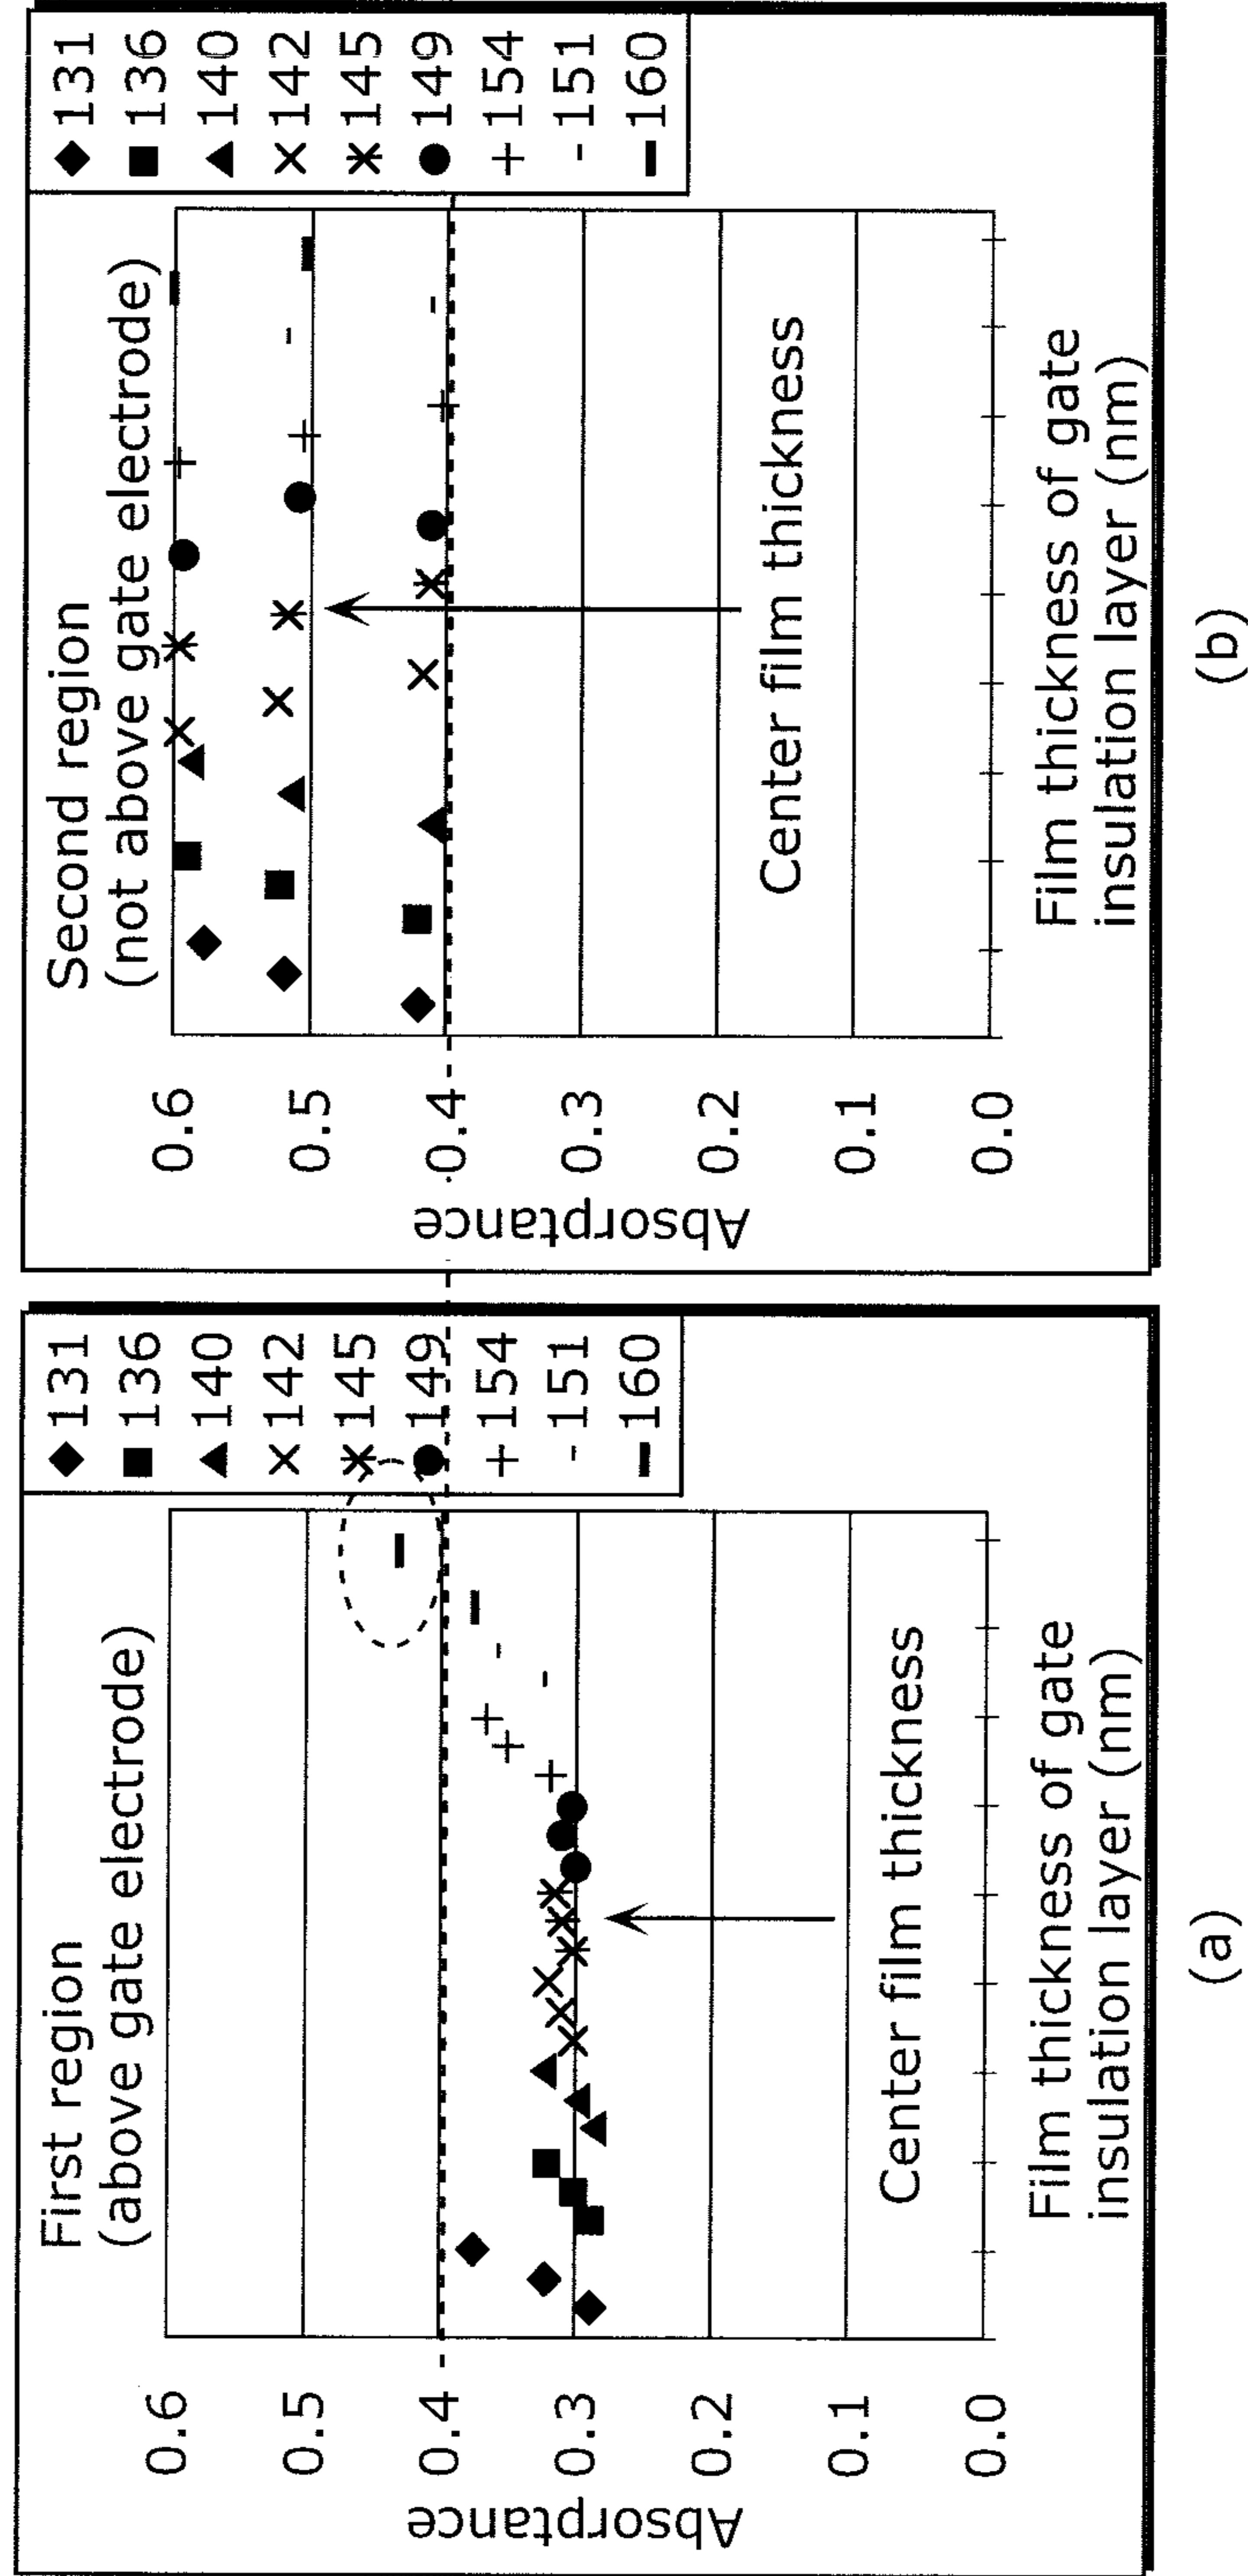 First region
(above gate electrode)
Absorptance
0.6
0.5
0.4
0.3
0.2
0.1
0.0
Center film thickness
Film thickness of gate
insulation layer (nm)
131
136
140
142
145
149
154
151
160
(a)
Second region
(not above gate electrode)
Absorptance
0.6
0.5
0.4
0.3
0.2
0.1
0.0
Center film thickness
Film thickness of gate
insulation layer (nm)
131
136
140
142
145
149
154
151
160
(b)